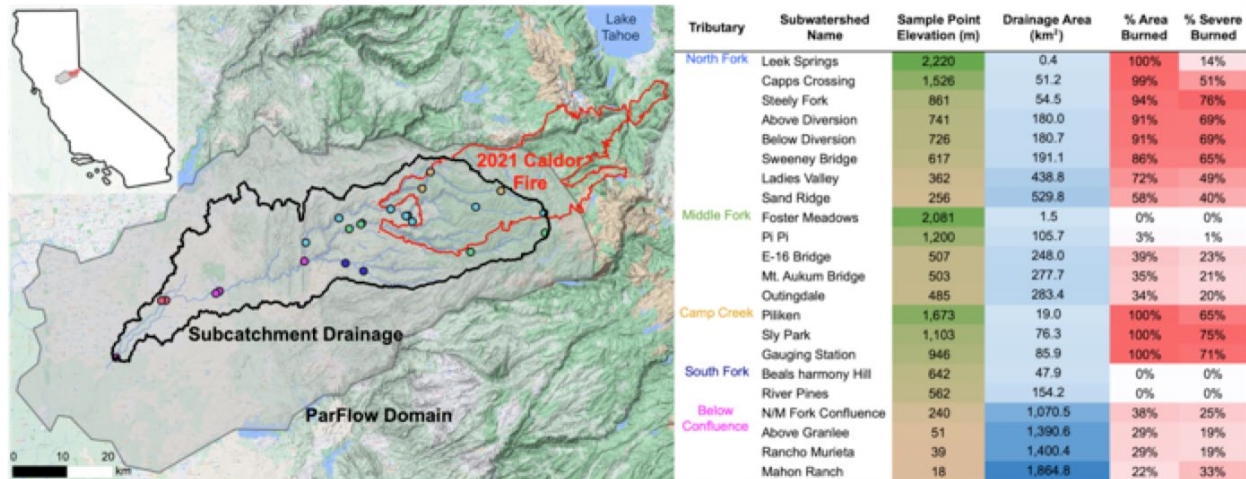 Lake
Tahoe
2021 Caldor
Fire
Subcatchment Drainage
ParFlow Domain
0 10 20
km
Tributary Subwatershed Name Sample Point Elevation (m) Drainage Area (km²) % Area Burned % Severe Burned
North Fork Leek Springs 2,220 0.4 100% 14%
Capps Crossing 1,526 51.2 99% 51%
Steely Fork 861 54.5 94% 76%
Above Diversion 741 180.0 91% 69%
Below Diversion 726 180.7 91% 69%
Sweeney Bridge 617 191.1 86% 65%
Ladies Valley 362 438.8 72% 49%
Sand Ridge 256 529.8 58% 40%
Middle Fork Foster Meadows 2,081 1.5 0% 0%
Pi Pi 1,200 105.7 3% 1%
E-16 Bridge 507 248.0 39% 23%
Mt. Aukum Bridge 503 277.7 35% 21%
Outingdale 485 283.4 34% 20%
Camp Creek Piliken 1,673 19.0 100% 65%
Sly Park 1,103 76.3 100% 75%
Gauging Station 946 85.9 100% 71%
South Fork Beals harmony Hill 642 47.9 0% 0%
River Pines 562 154.2 0% 0%
Below Confluence N/M Fork Confluence 240 1,070.5 38% 25%
Above Granlee 51 1,390.6 29% 19%
Rancho Murieta 39 1,400.4 29% 19%
Mahon Ranch 18 1,864.8 22% 33%